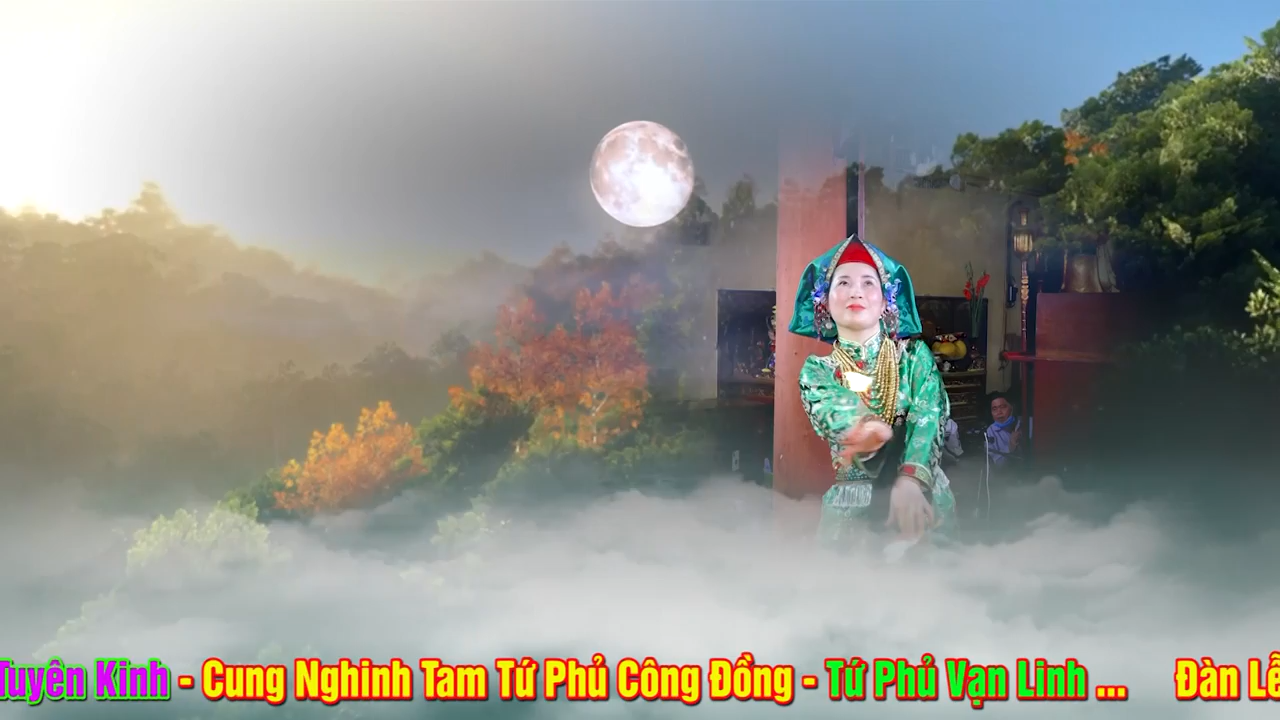 Tuyên Kinh - Cung Nghinh Tam Tứ Phủ Công Đồng - Tứ Phủ Vạn Linh ... Đàn Lễ